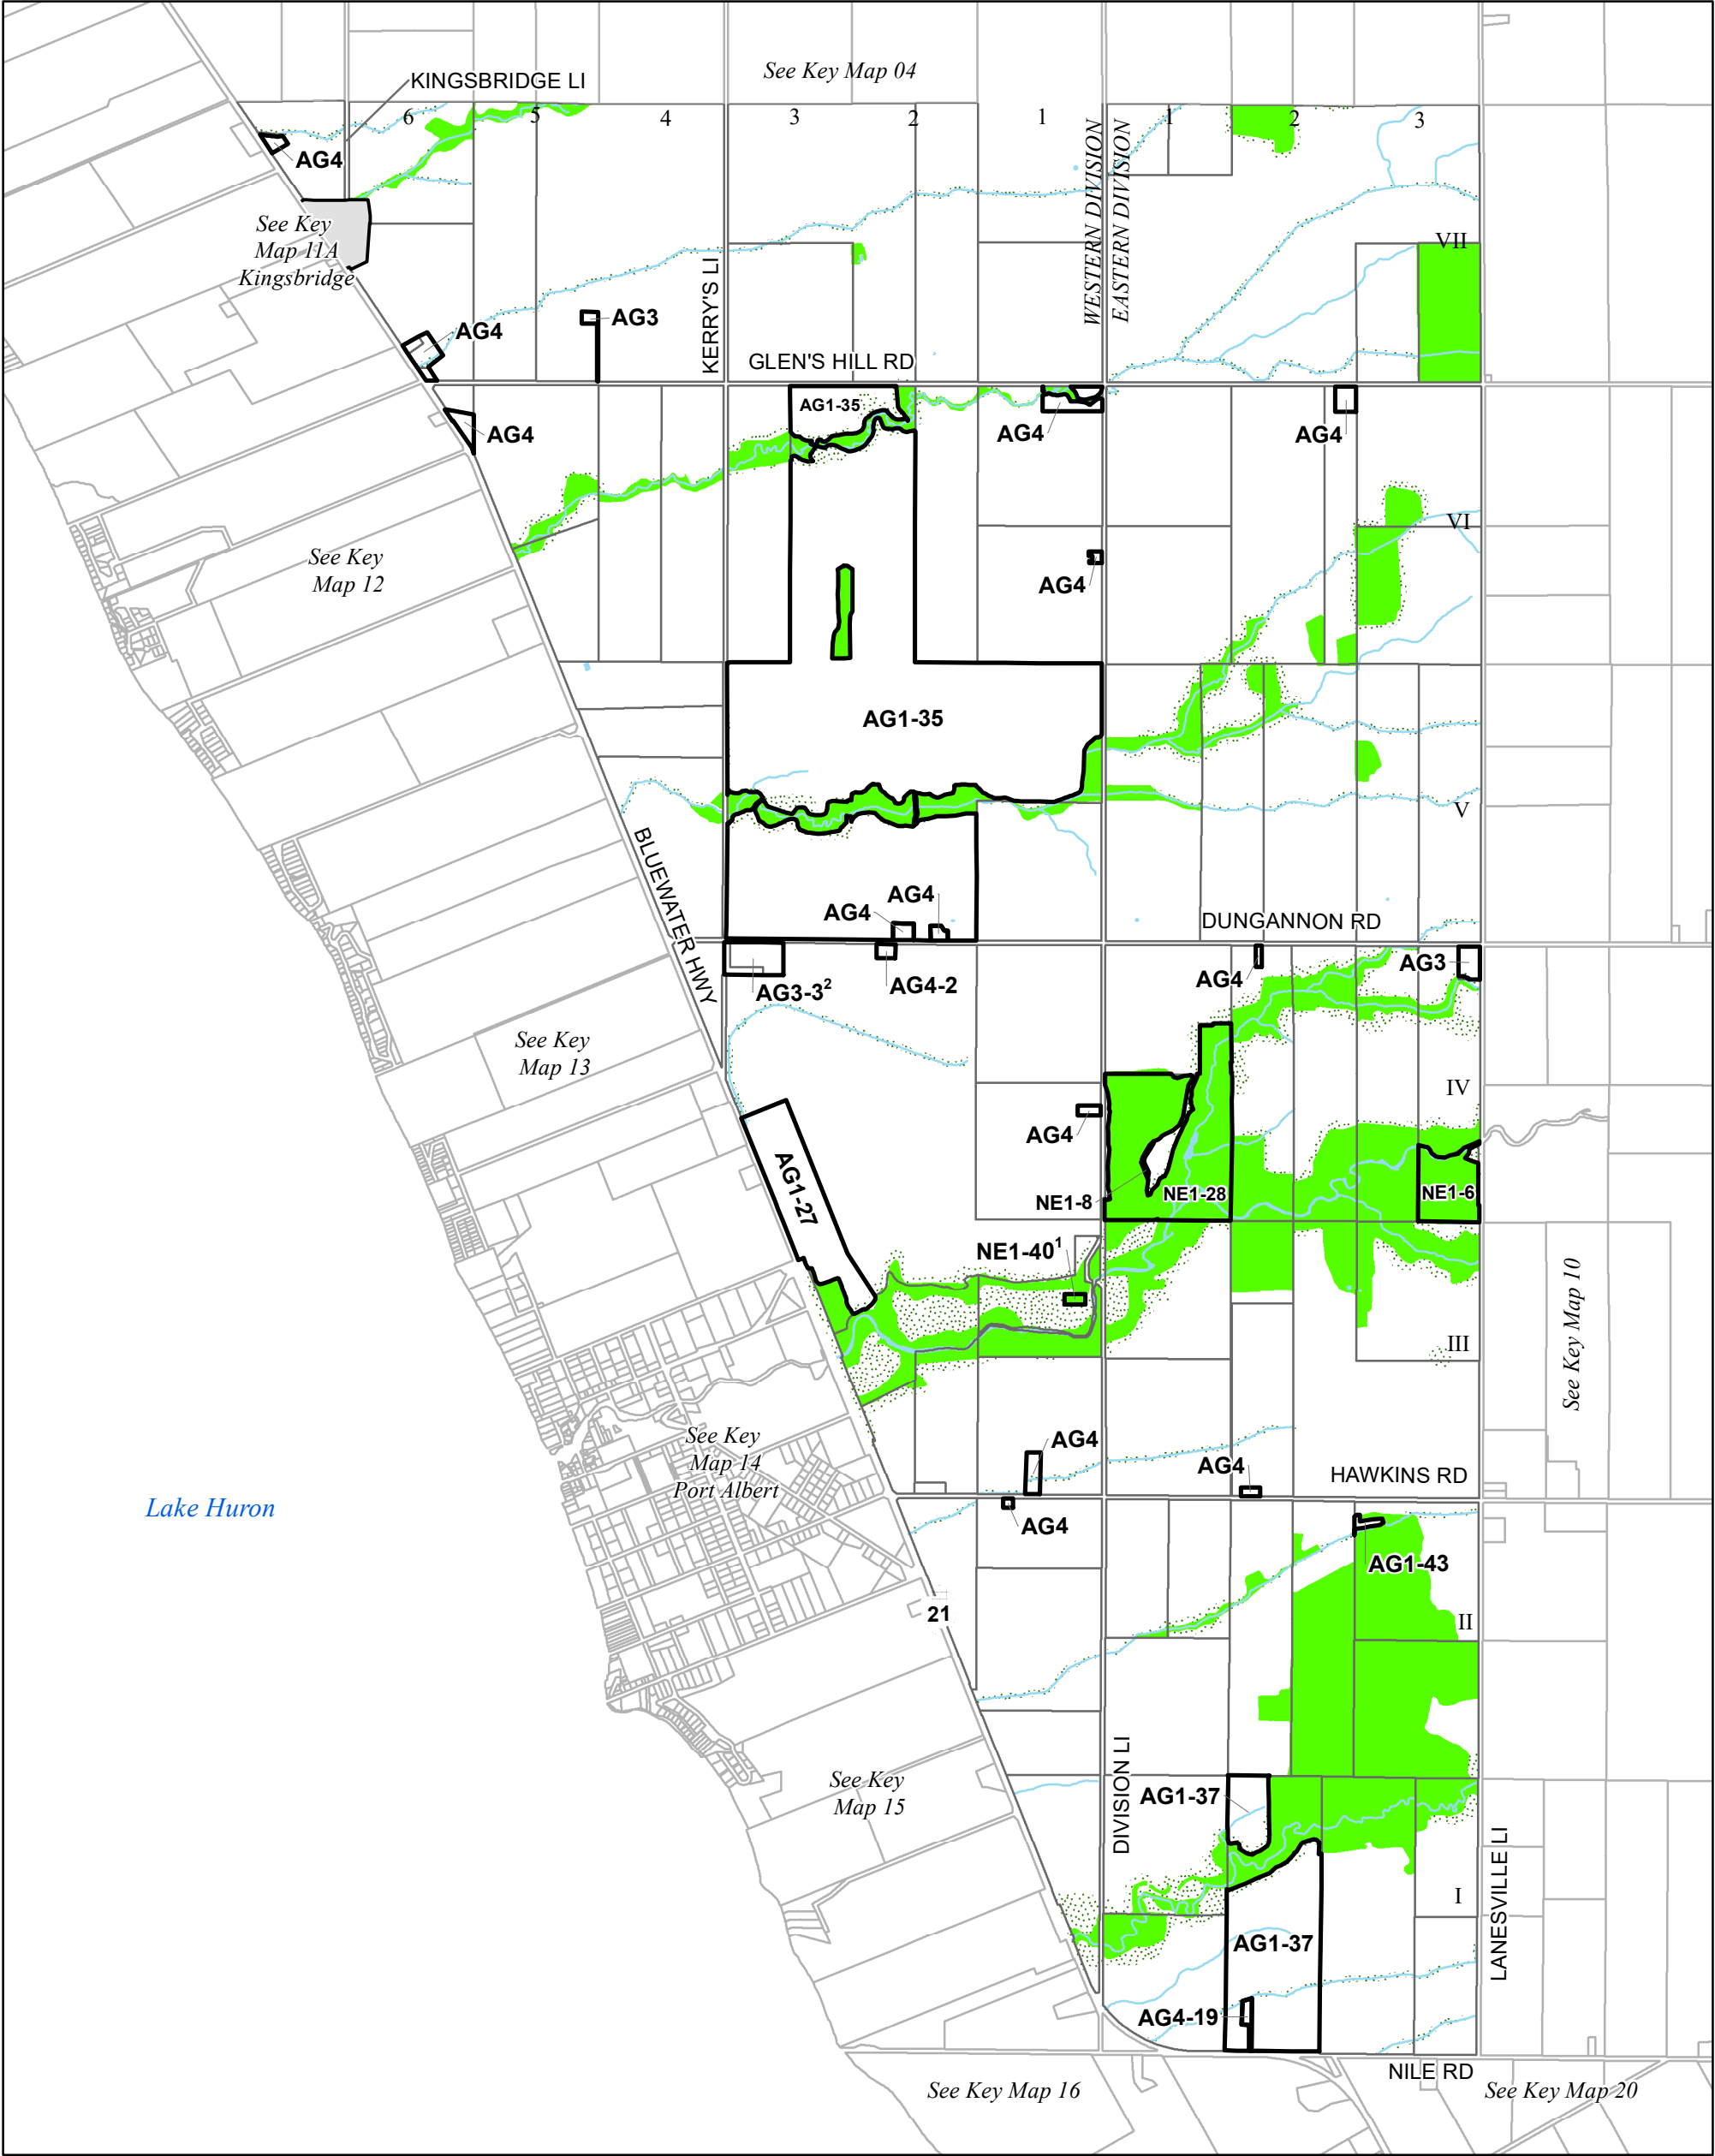 See Key Map 04
KINGSBRIDGE LI
6
5
4
3
2
1
1
2
3
AG4
WESTERN DIVISION
EASTERN DIVISION
See Key
Map 11A
Kingsbridge
VII
KERRY'S LI
AG3
AG4
GLEN'S HILL RD
AG1-35
AG4
AG4
AG4
VI
See Key
Map 12
AG4
AG1-35
V
BLUEWATER HWY
AG4
AG4
DUNGANNON RD
AG3-3²
AG4-2
AG4
AG3
See Key
Map 13
IV
AG4
AG1-27
NE1-8
NE1-28
NE1-6
NE1-40¹
See Key Map 10
III
See Key
Map 14
Port Albert
AG4
AG4
HAWKINS RD
Lake Huron
AG4
AG1-43
21
II
See Key
Map 15
DIVISION LI
AG1-37
LANESVILLE LI
I
AG1-37
AG4-19
NILE RD
See Key Map 16
See Key Map 20